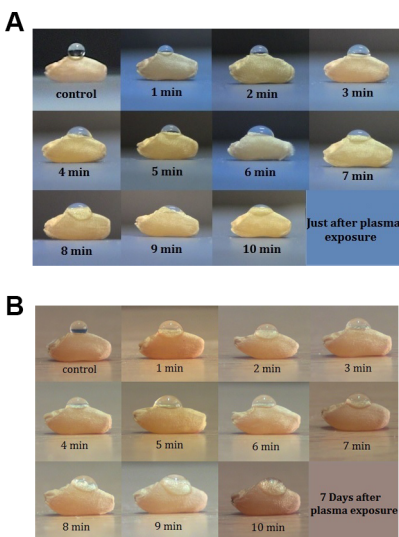 A
control
1 min
2 min
3 min
4 min
5 min
6 min
7 min
8 min
9 min
10 min
Just after plasma
exposure
B
control
1 min
2 min
3 min
4 min
5 min
6 min
7 min
8 min
9 min
10 min
7 Days after
plasma exposure